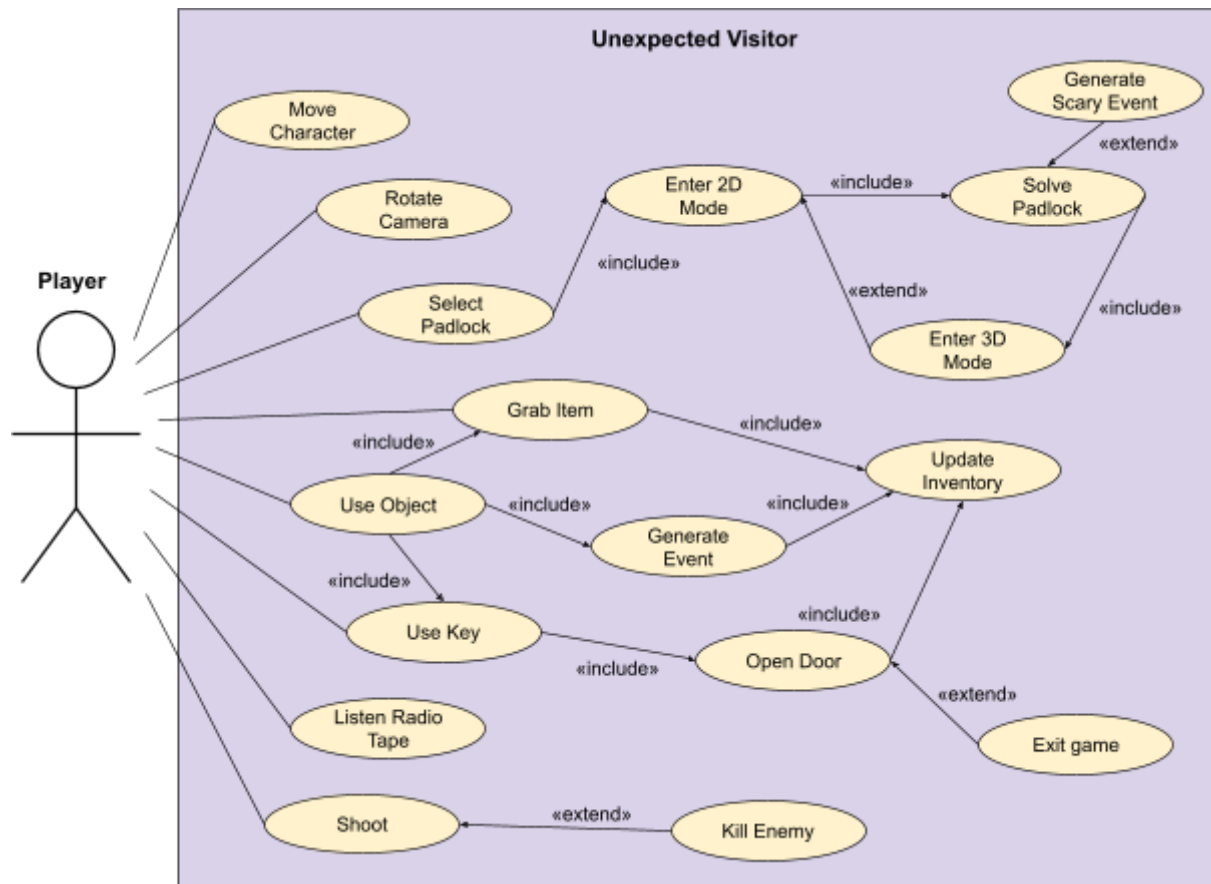 Unexpected Visitor
Generate
Scary Event
Move
Character
«extend»
Enter 2D
Mode
«include»
Solve
Padlock
Rotate
Camera
«include»
Player
Select
Padlock
«extend»
«include»
Enter 3D
Mode
Grab Item
«include»
«include»
Update
Inventory
Use Object
«include»
«include»
Generate
Event
«include»
Use Key
«include»
«include»
Open Door
«extend»
Listen Radio
Tape
Exit game
«extend»
Shoot
Kill Enemy